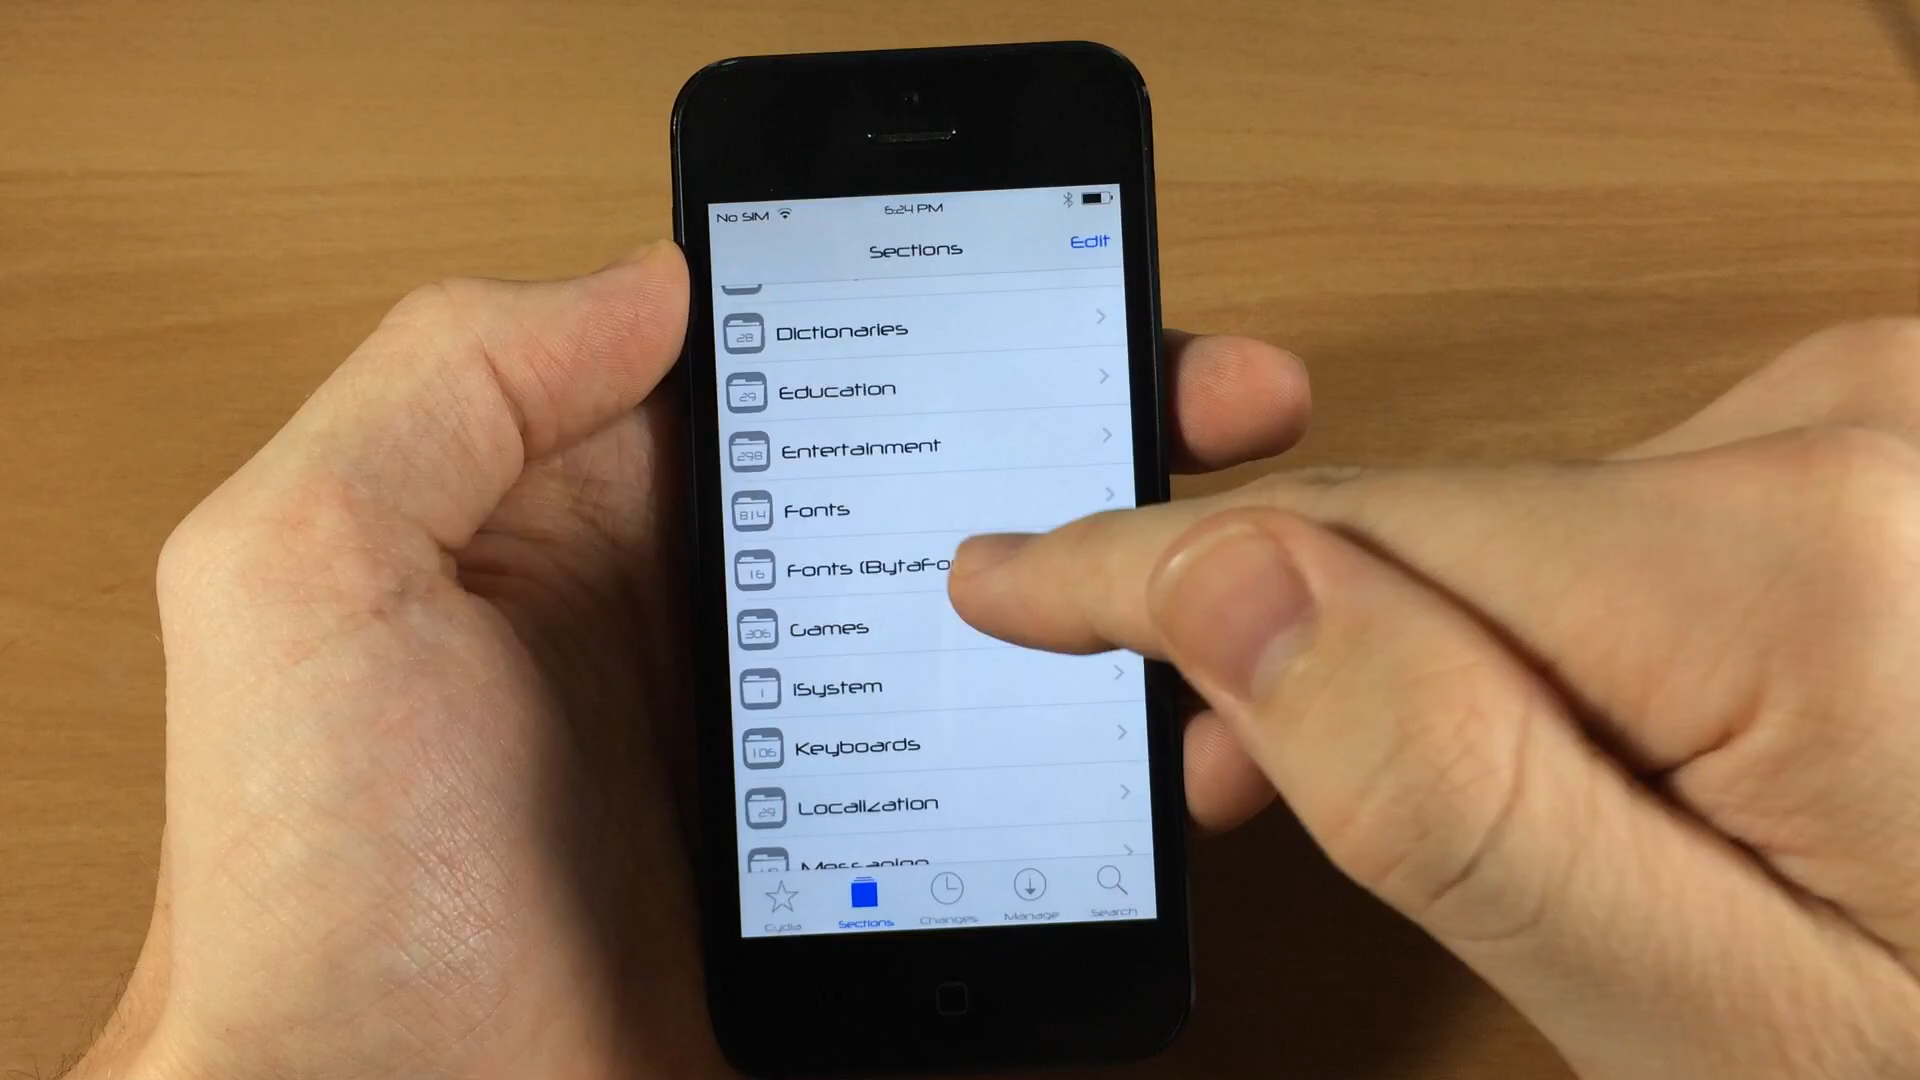 No SIM 6:24 PM
Sections Edit
28 Dictionaries
29 Education
298 Entertainment
814 Fonts
16 Fonts (BytaFo
306 Games
1 iSystem
106 Keyboards
29 Localization
Messaging
Cydia Sections Changes Manage Search